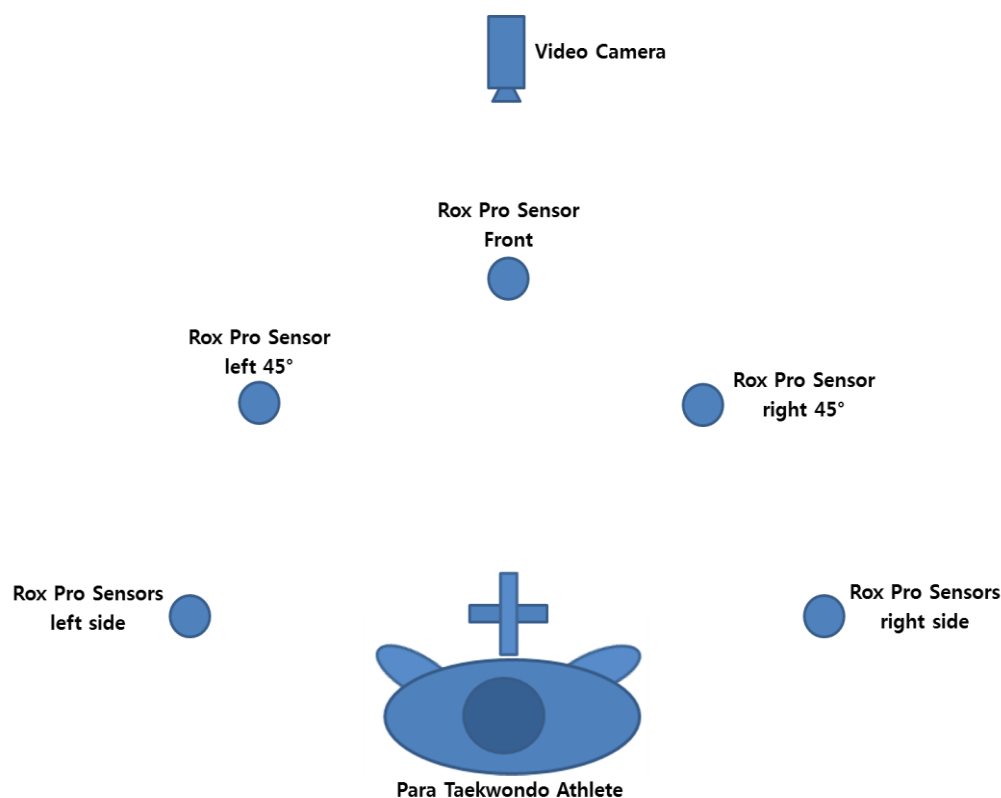 Video Camera
Rox Pro Sensor
Front
Rox Pro Sensor
left 45°
Rox Pro Sensor
right 45°
Rox Pro Sensors
left side
Rox Pro Sensors
right side
Para Taekwondo Athlete